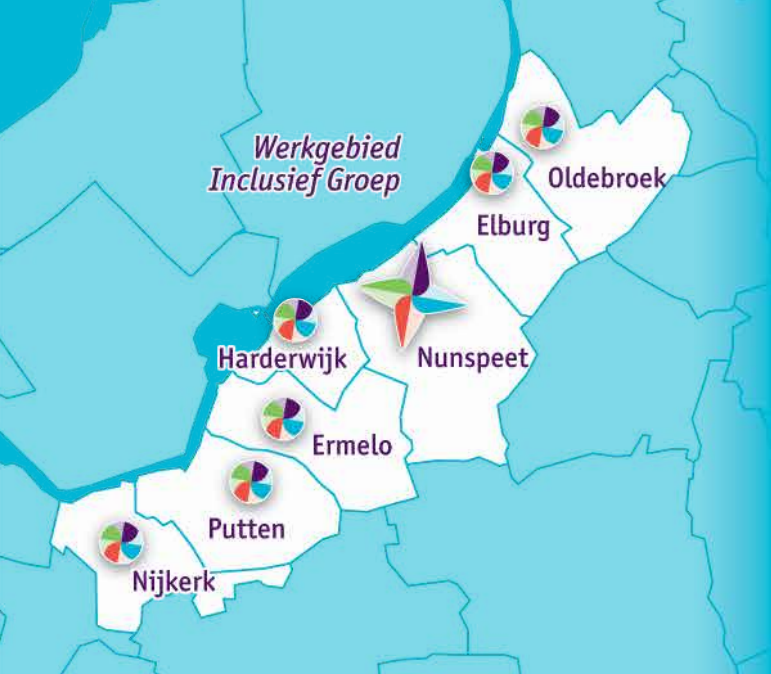 Werkgebied
Inclusief Groep
Oldebroek
Elburg
Nunspeet
Harderwijk
Ermelo
Putten
Nijkerk